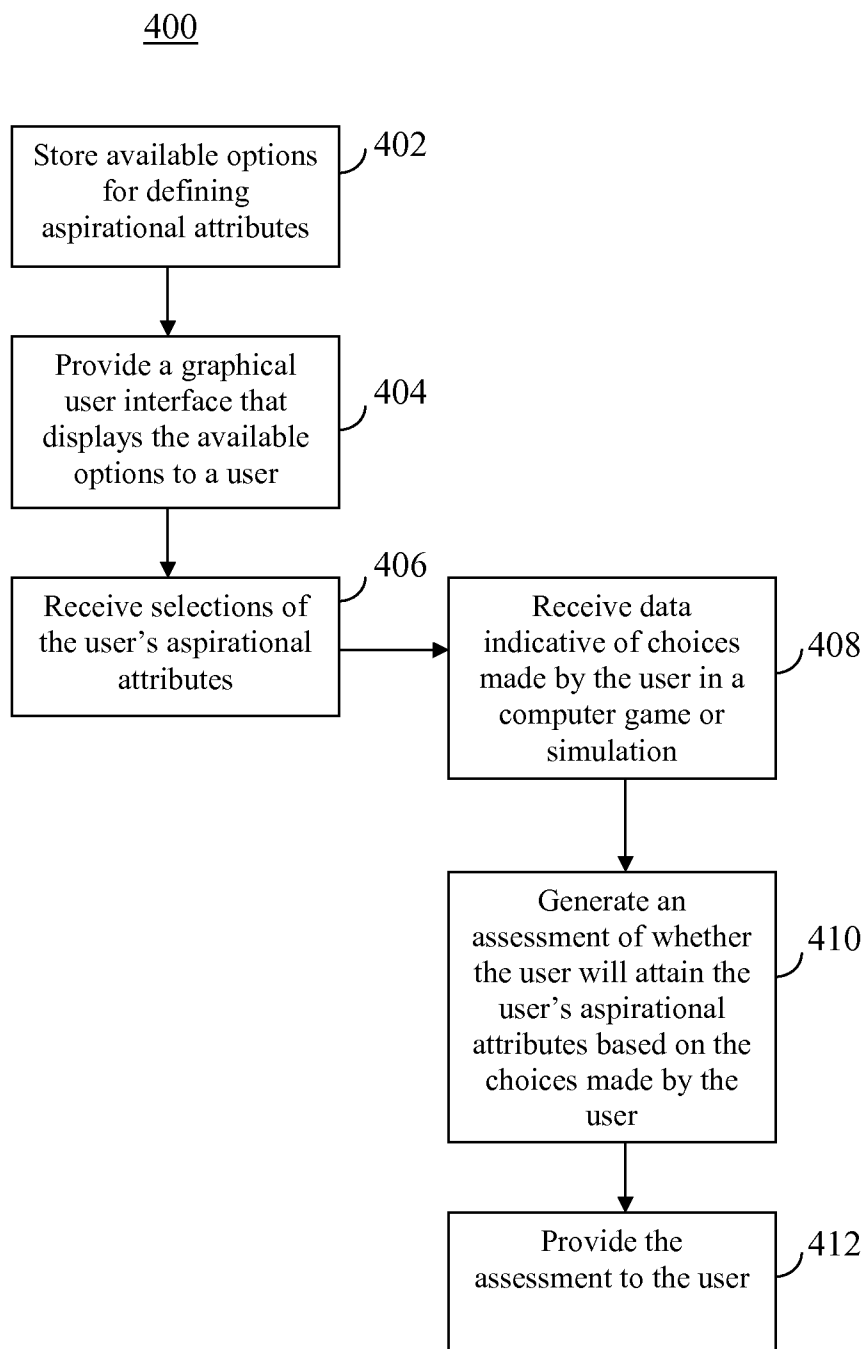 400
Store available options
for defining
aspirational attributes
402
Provide a graphical
user interface that
displays the available
options to a user
404
Receive selections of
the user's aspirational
attributes
406
Receive data
indicative of choices
made by the user in a
computer game or
simulation
408
Generate an
assessment of whether
the user will attain the
user's aspirational
attributes based on the
choices made by the
user
410
Provide the
assessment to the user
412